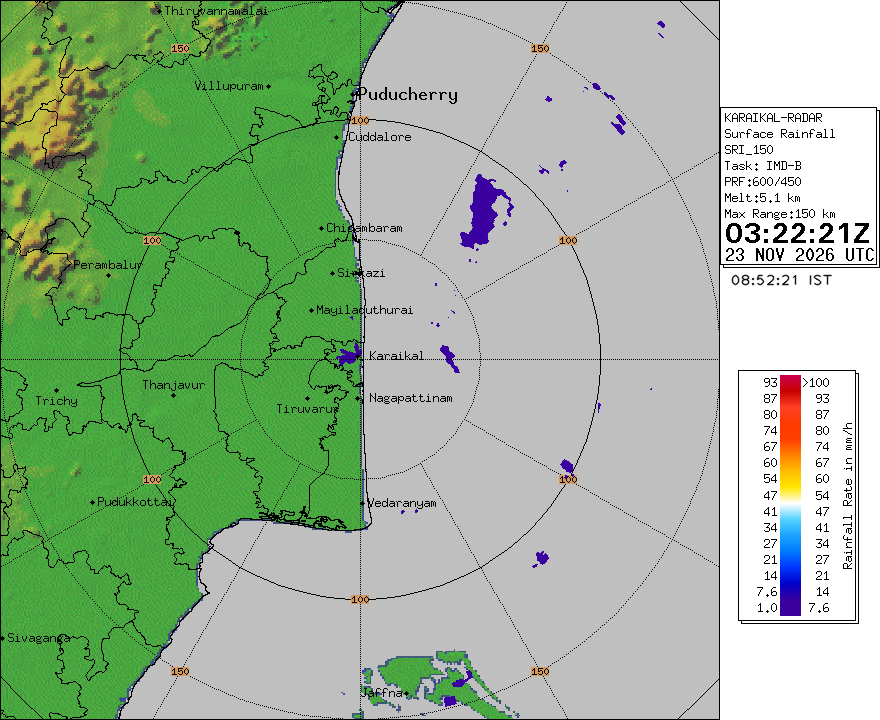 Thiruvannamalai
150
150
Villupuram
Puducherry
100
Cuddalore
Chidambaram
100
100
Perambalur
Sirkazi
Mayiladuthurai
Karaikal
Thanjavur
Trichy
Tiruvarur
Nagapattinam
100
100
Pudukkottai
Vedaranyam
100
Sivaganga
150
150
Jaffna
KARAIKAL-RADAR
Surface Rainfall
SRI_150
Task: IMD-B
PRF:600/450
Melt:5.1 km
Max Range:150 km
03:22:21Z
23 NOV 2026 UTC
08:52:21 IST
93 >100
87 93
80 87
74 80
67 74
60 67
54 60
47 54
41 47
34 41
27 34
21 27
14 21
7.6 14
1.0 7.6
Rainfall Rate in mm/h